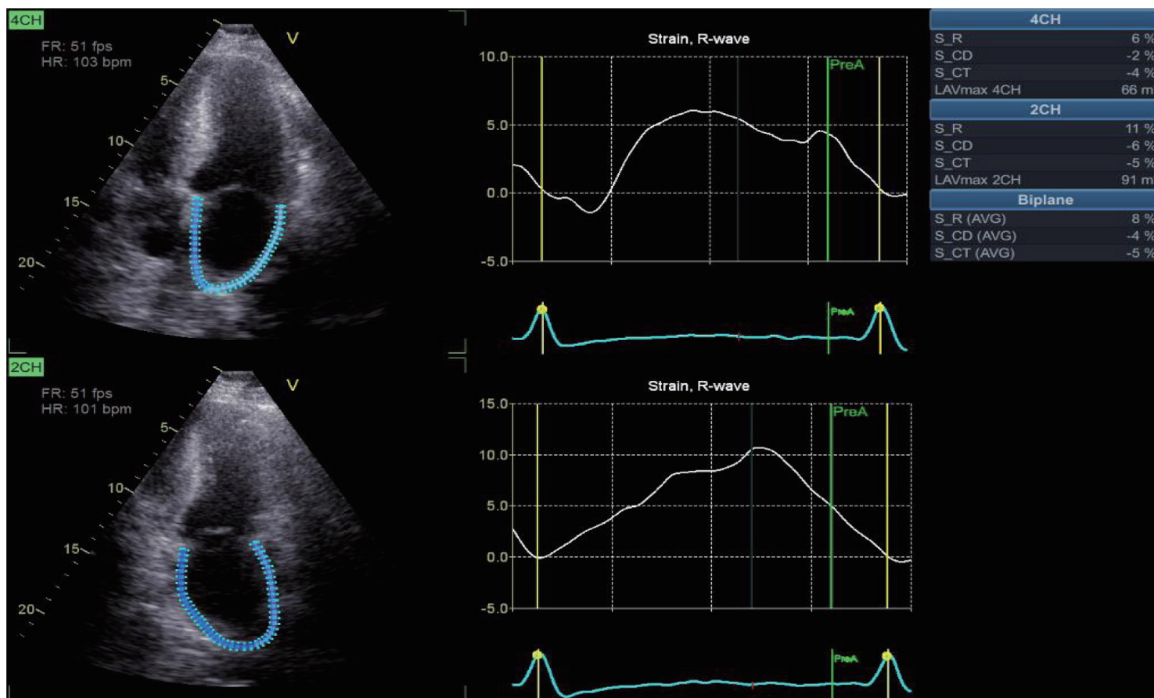 4CH
FR: 51 fps
HR: 103 bpm
V
5
10
15
20
Strain, R-wave
PreA
10.0
5.0
0.0
-5.0
PreA
4CH
S_R 6 %
S_CD -2 %
S_CT -4 %
LAVmax 4CH 66 m
2CH
S_R 11 %
S_CD -6 %
S_CT -5 %
LAVmax 2CH 91 m
Biplane
S_R (AVG) 8 %
S_CD (AVG) -4 %
S_CT (AVG) -5 %
2CH
FR: 51 fps
HR: 101 bpm
V
5
10
15
20
Strain, R-wave
PreA
15.0
10.0
5.0
0.0
-5.0
PreA